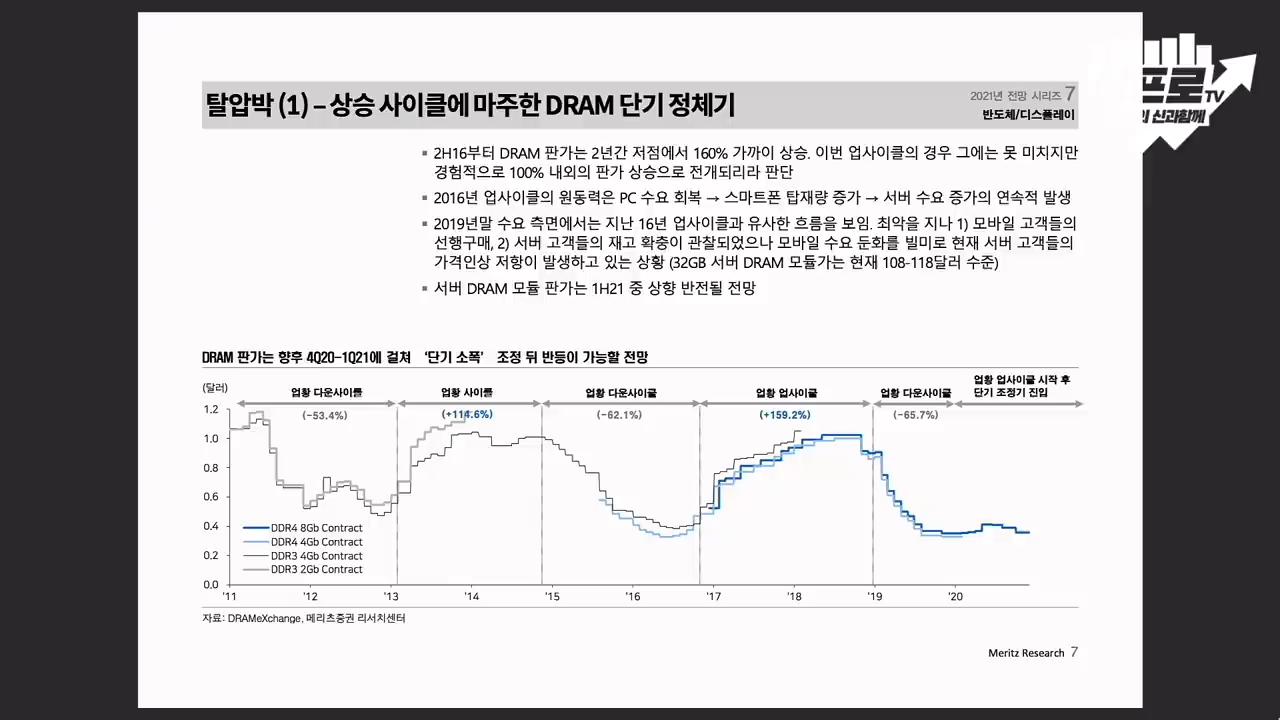 탈압박 (1) – 상승 사이클에 마주한 DRAM 단기 정체기
2021년 전망 시리즈 7
반도체/디스플레이
프로TV
신과함께
▪ 2H16부터 DRAM 판가는 2년간 저점에서 160% 가까이 상승. 이번 업사이클의 경우 그에는 못 미치지만
경험적으로 100% 내외의 판가 상승으로 전개되리라 판단
▪ 2016년 업사이클의 원동력은 PC 수요 회복 → 스마트폰 탑재량 증가 → 서버 수요 증가의 연속적 발생
▪ 2019년말 수요 측면에서는 지난 16년 업사이클과 유사한 흐름을 보임. 최악을 지나 1) 모바일 고객들의
선행구매, 2) 서버 고객들의 재고 확충이 관찰되었으나 모바일 수요 둔화를 빌미로 현재 서버 고객들의
가격인상 저항이 발생하고 있는 상황 (32GB 서버 DRAM 모듈가는 현재 108-118달러 수준)
▪ 서버 DRAM 모듈 판가는 1H21 중 상향 반전될 전망
DRAM 판가는 향후 4Q20-1Q21에 걸쳐 ‘단기 소폭’ 조정 뒤 반등이 가능할 전망
(달러)
업황 다운사이클
업황 사이클
업황 다운사이클
업황 업사이클
업황 다운사이클
업황 업사이클 시작 후
단기 조정기 진입
(-53.4%)
(+114.6%)
(-62.1%)
(+159.2%)
(-65.7%)
1.2
1.0
0.8
0.6
0.4
0.2
0.0
DDR4 8Gb Contract
DDR4 4Gb Contract
DDR3 4Gb Contract
DDR3 2Gb Contract
'11 '12 '13 '14 '15 '16 '17 '18 '19 '20
자료: DRAMeXchange, 메리츠증권 리서치센터
Meritz Research 7